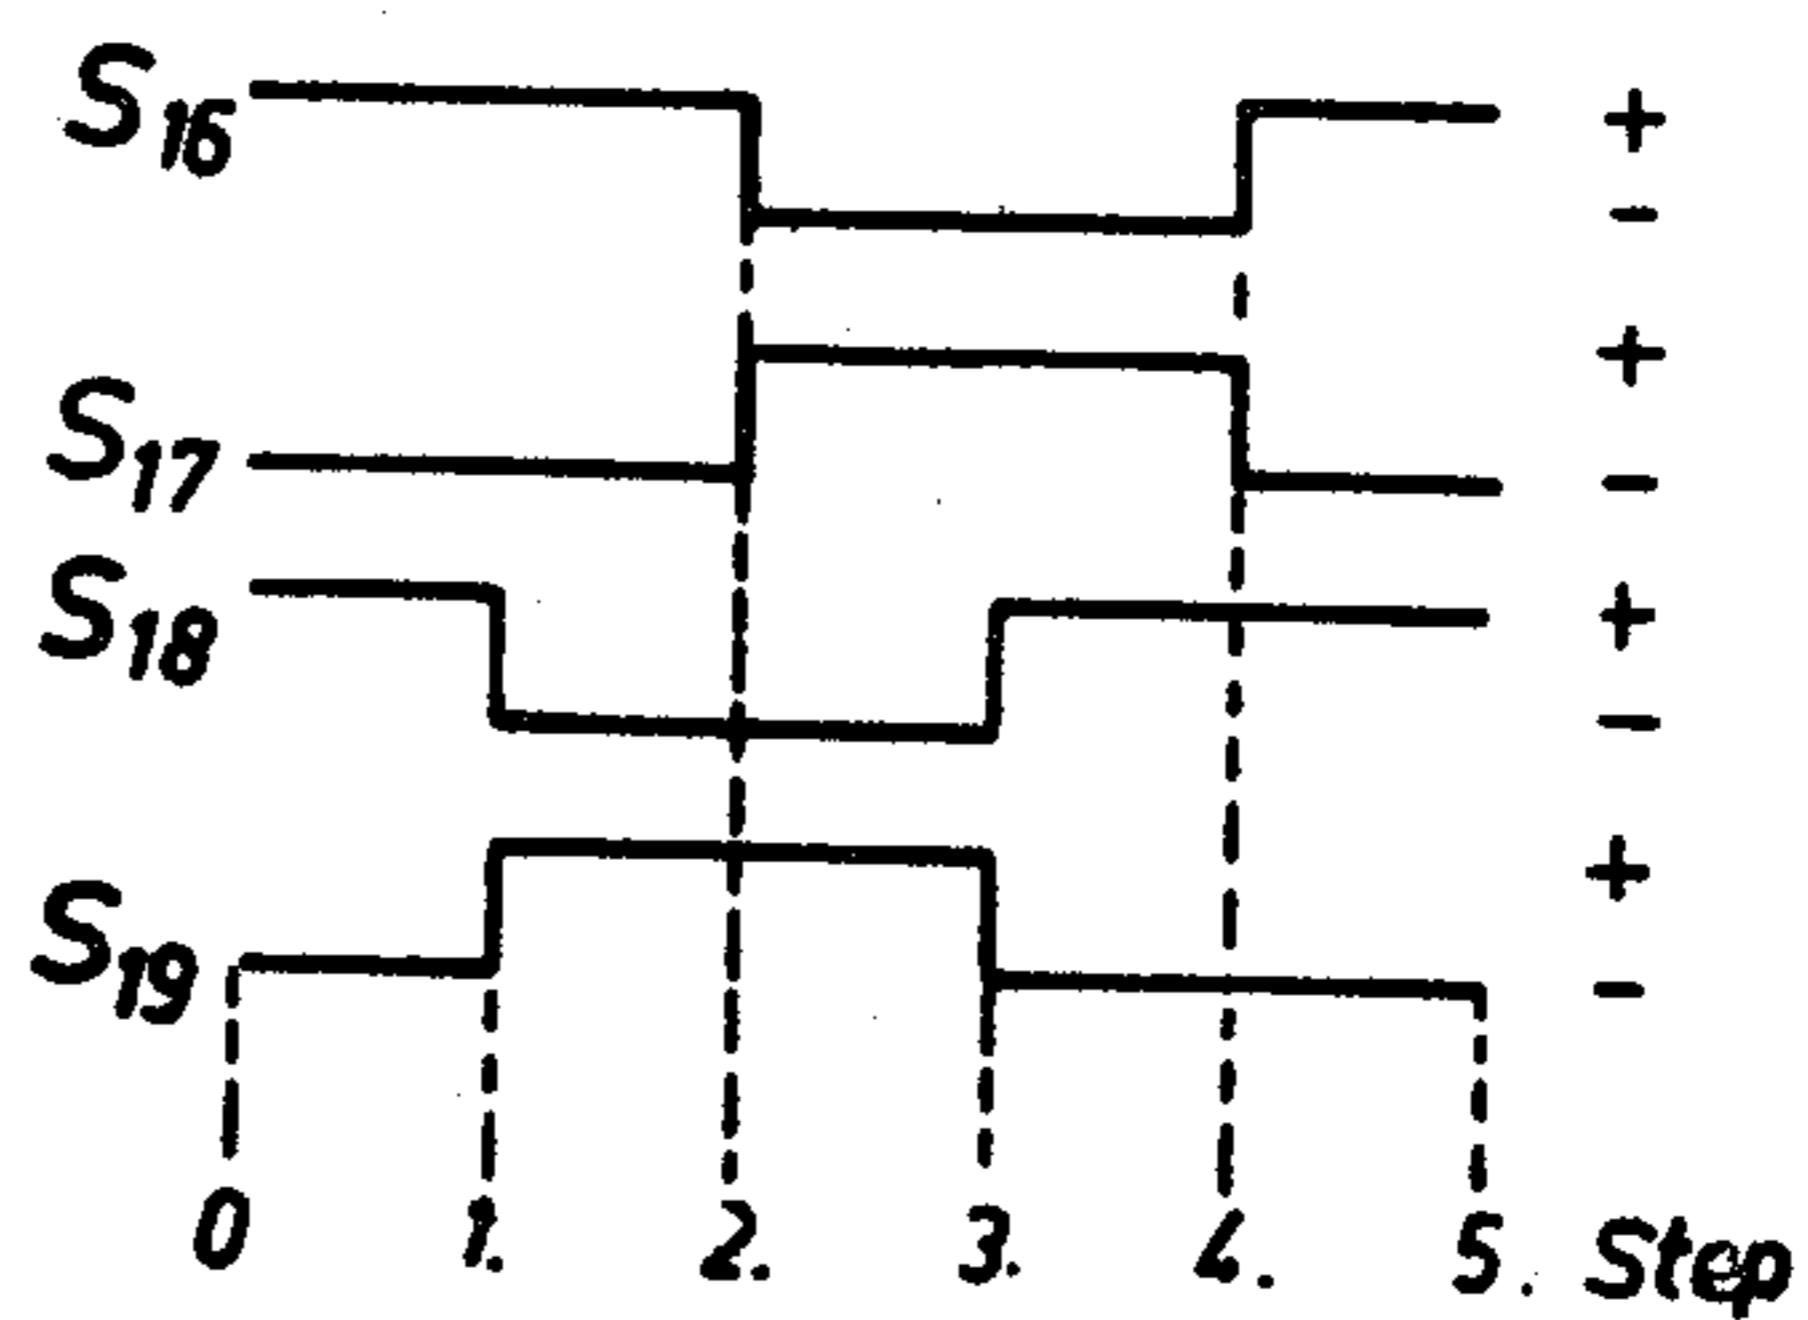 S16
+
-
S17
+
-
S18
+
-
S19
+
-
0 1. 2. 3. 4. 5. Step